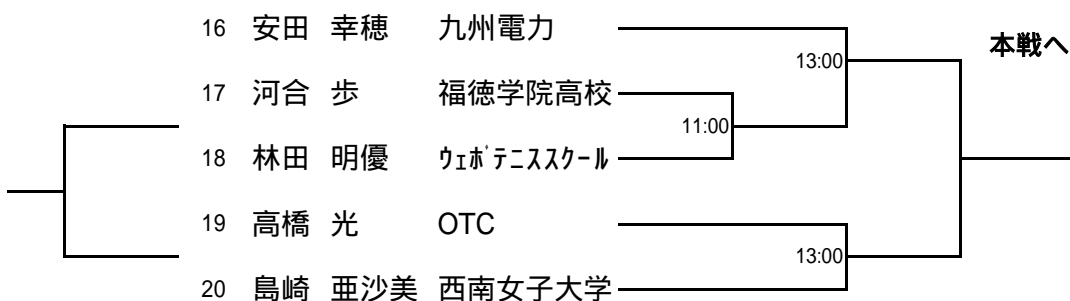 16 安田 幸穂 九州電力
13:00
本戦へ
17 河合 歩 福徳学院高校
11:00
18 林田 明優 ｳｪﾎﾞﾃﾆｽｽｸｰﾙ
19 高橋 光 OTC
13:00
20 島崎 亜沙美 西南女子大学